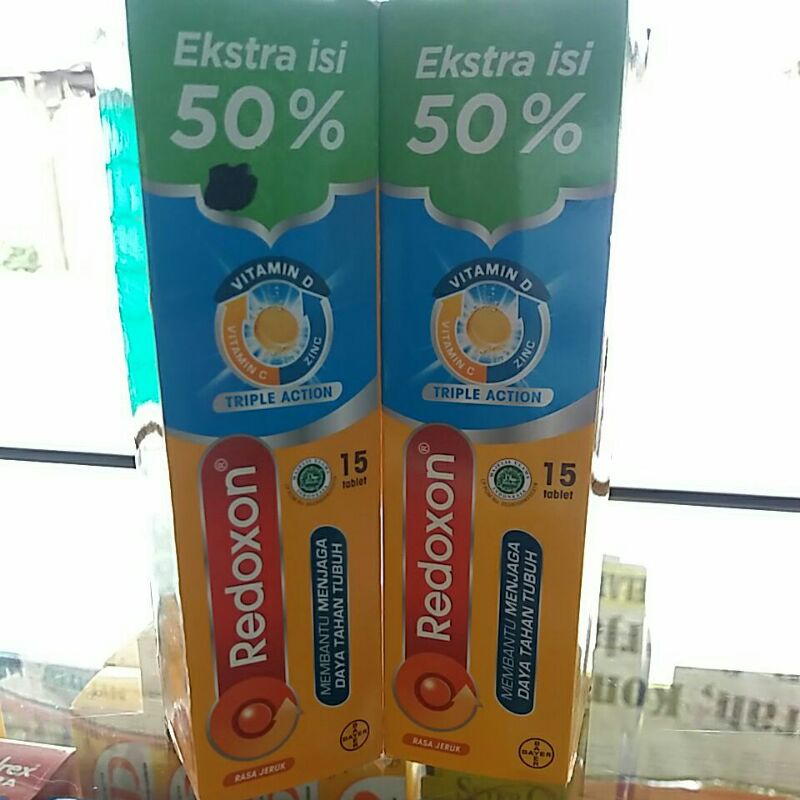 Ekstra isi
50%
VITAMIN D
VITAMIN C
ZINC
TRIPLE ACTION
Redoxon®
15
tablet
MEMBANTU MENJAGA
DAYA TAHAN TUBUH
RASA JERUK
BAYER
BAYER
Ekstra isi
50%
VITAMIN D
VITAMIN C
ZINC
TRIPLE ACTION
Redoxon®
15
tablet
MEMBANTU MENJAGA
DAYA TAHAN TUBUH
RASA JERUK
BAYER
BAYER